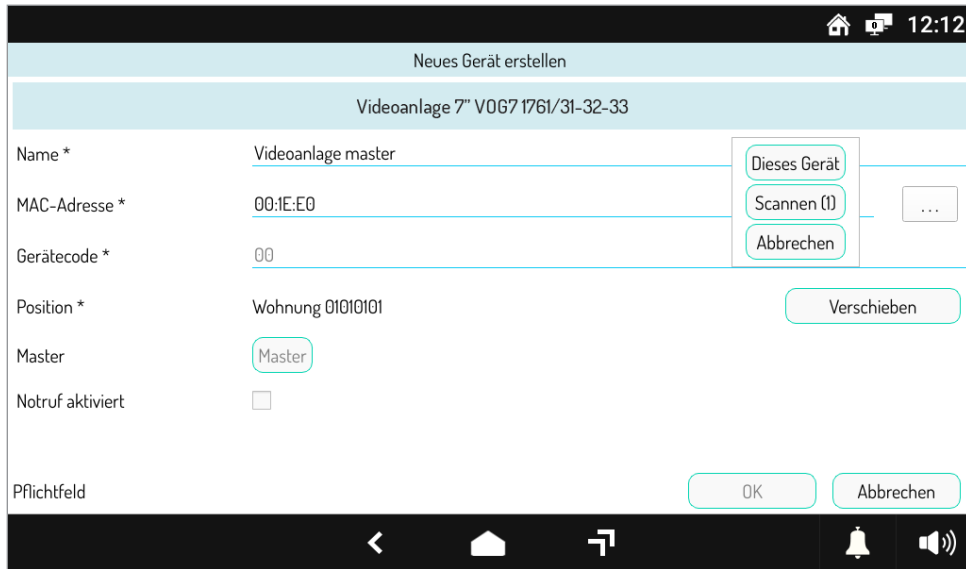 12:12
Neues Gerät erstellen
Videoanlage 7” VOG7 1761/31-32-33
Name *
Videoanlage master
Dieses Gerät
MAC-Adresse *
00:1E:E0
Scannen (1)
...
Abbrechen
Gerätecode *
00
Position *
Wohnung 01010101
Verschieben
Master
Master
Notruf aktiviert
Pflichtfeld
OK
Abbrechen